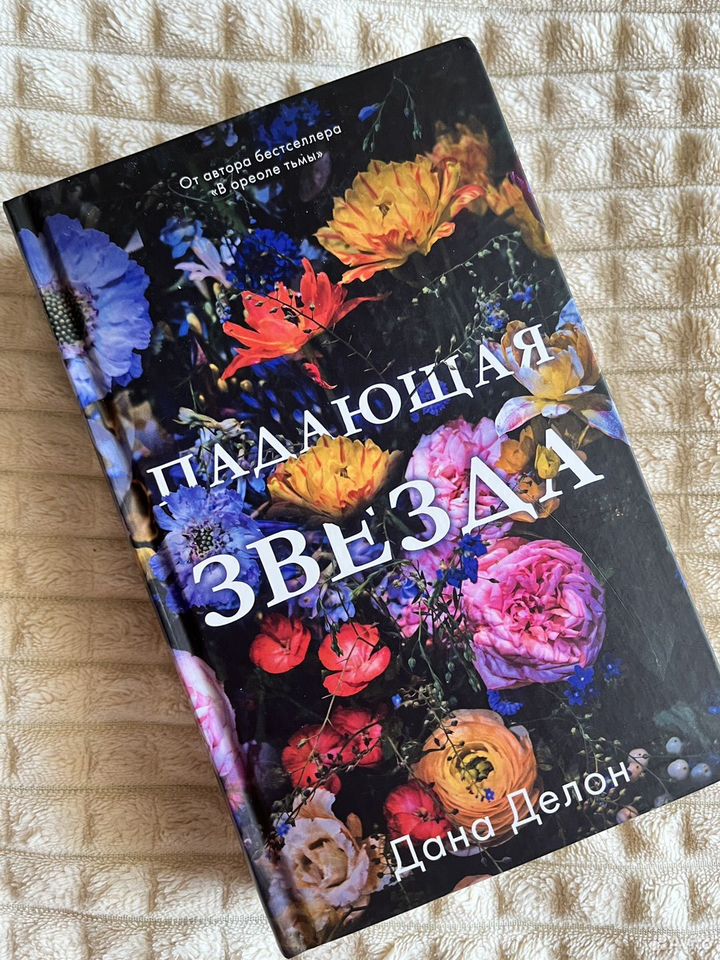 От автора бестселлера
«В ореоле тьмы»
ПАДАЮЩАЯ
ЗВЕЗДА
Дана Делон